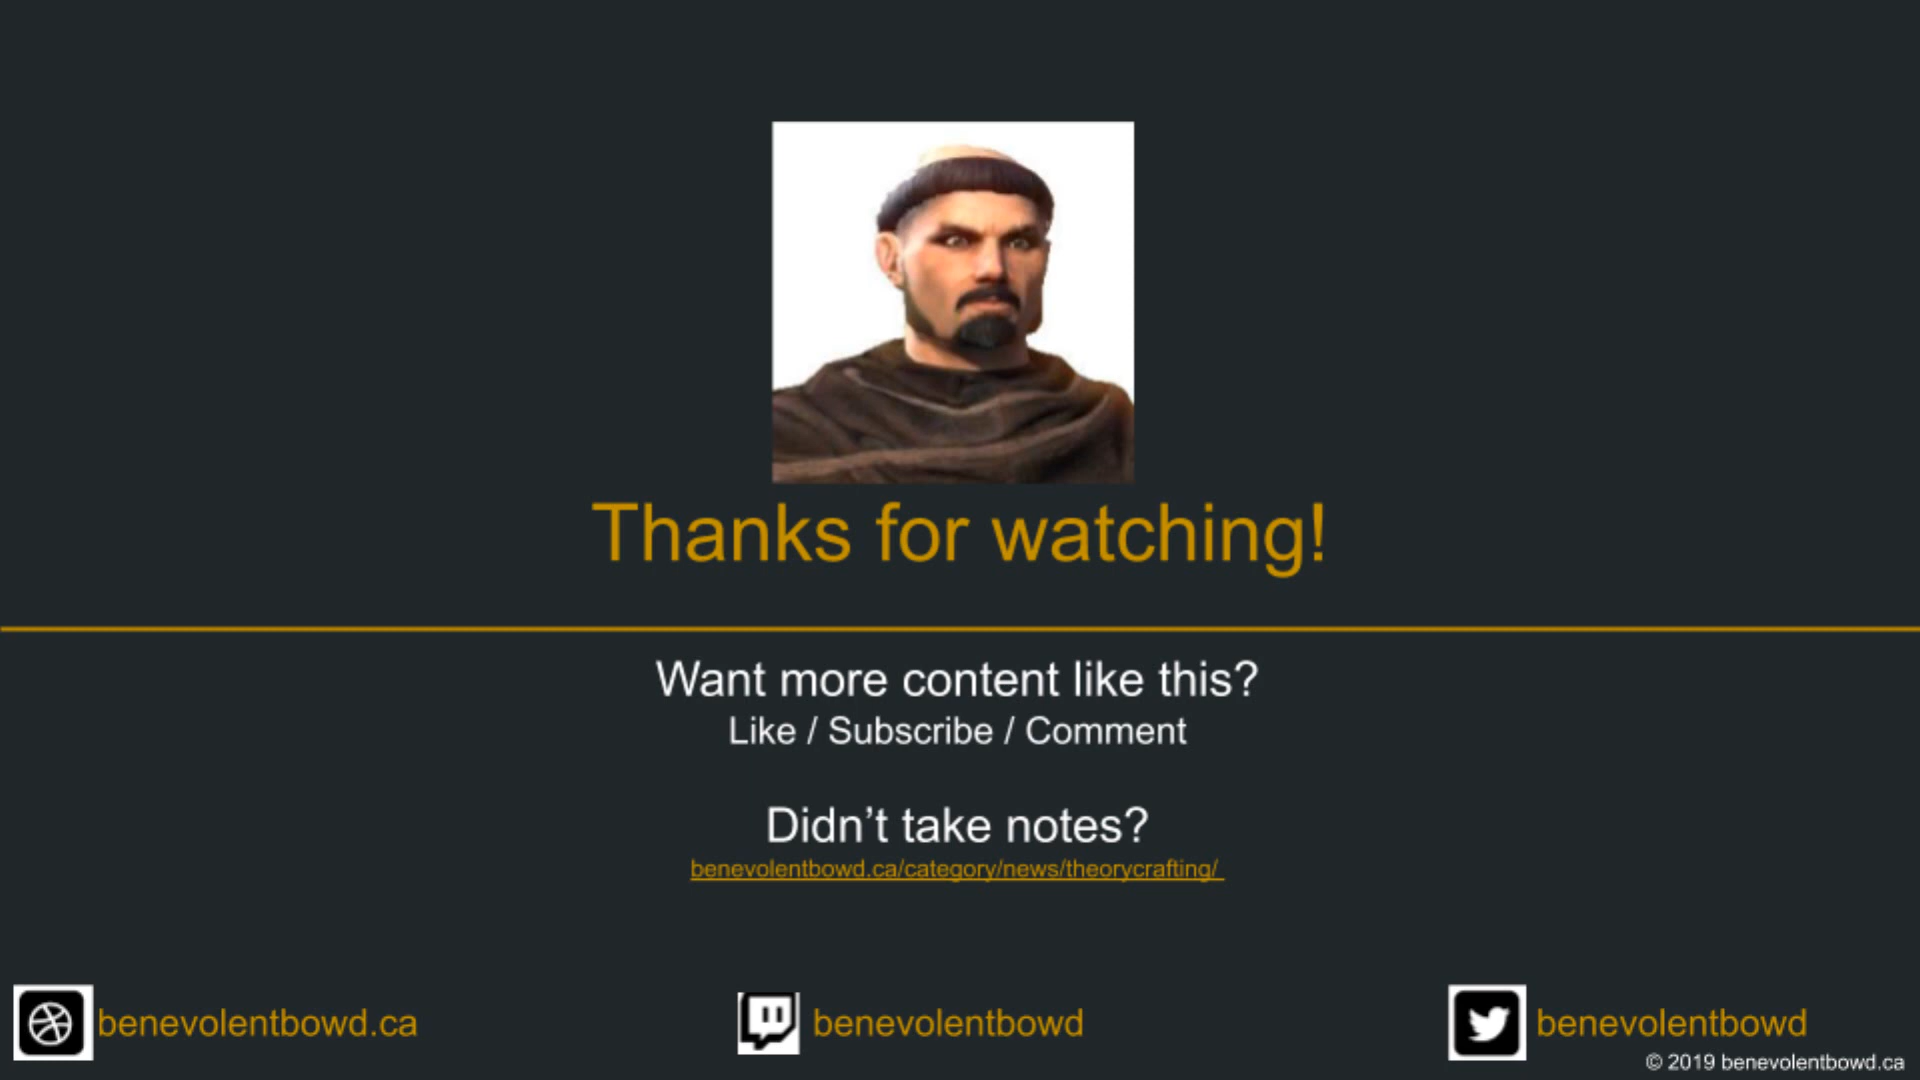 Thanks for watching!
Want more content like this?
Like / Subscribe / Comment
Didn’t take notes?
benevolentbowd.ca/category/news/theorycrafting/
benevolentbowd.ca
benevolentbowd
benevolentbowd
© 2019 benevolentbowd.ca